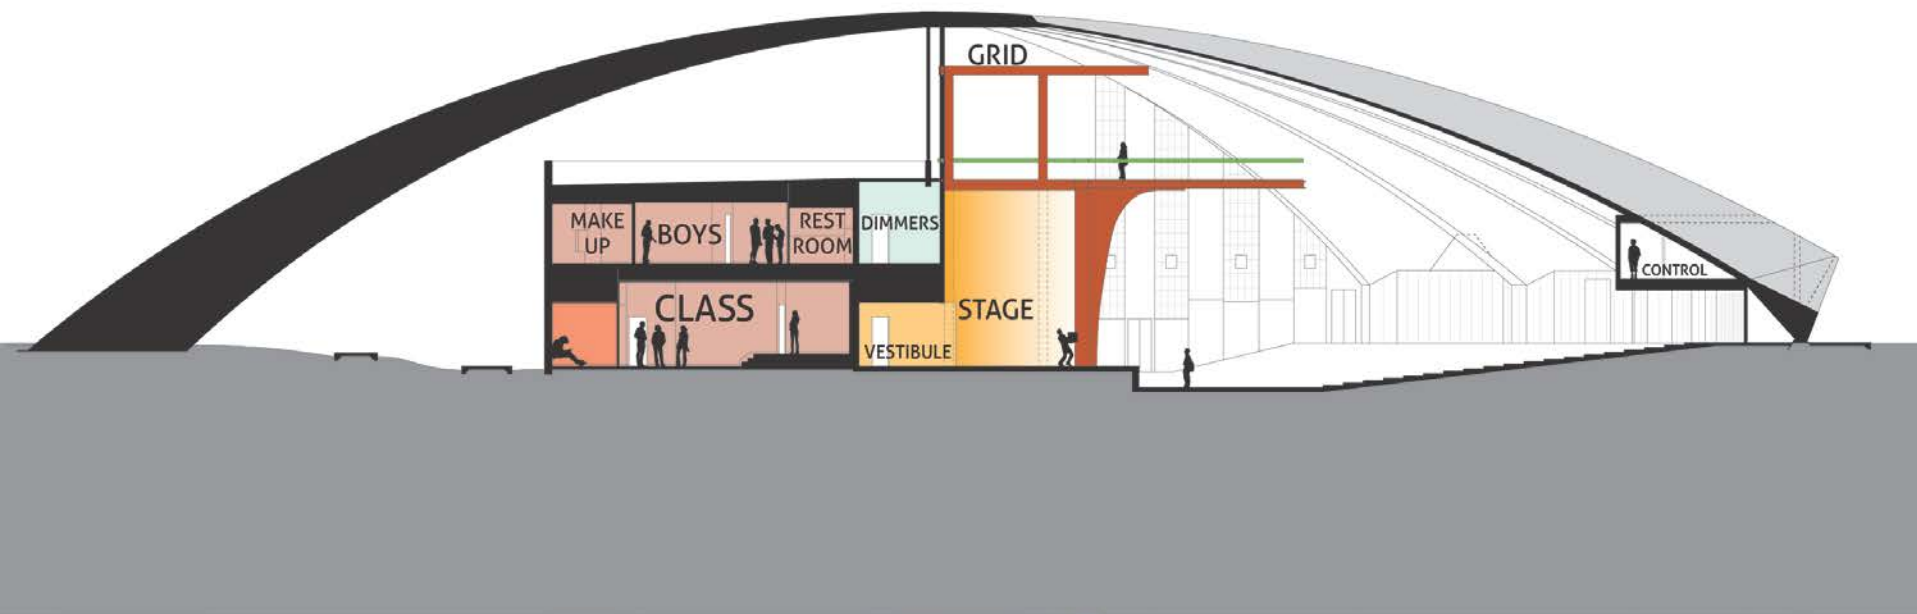 GRID
MAKE
UP
BOYS
REST
ROOM
DIMMERS
CLASS
STAGE
VESTIBULE
CONTROL